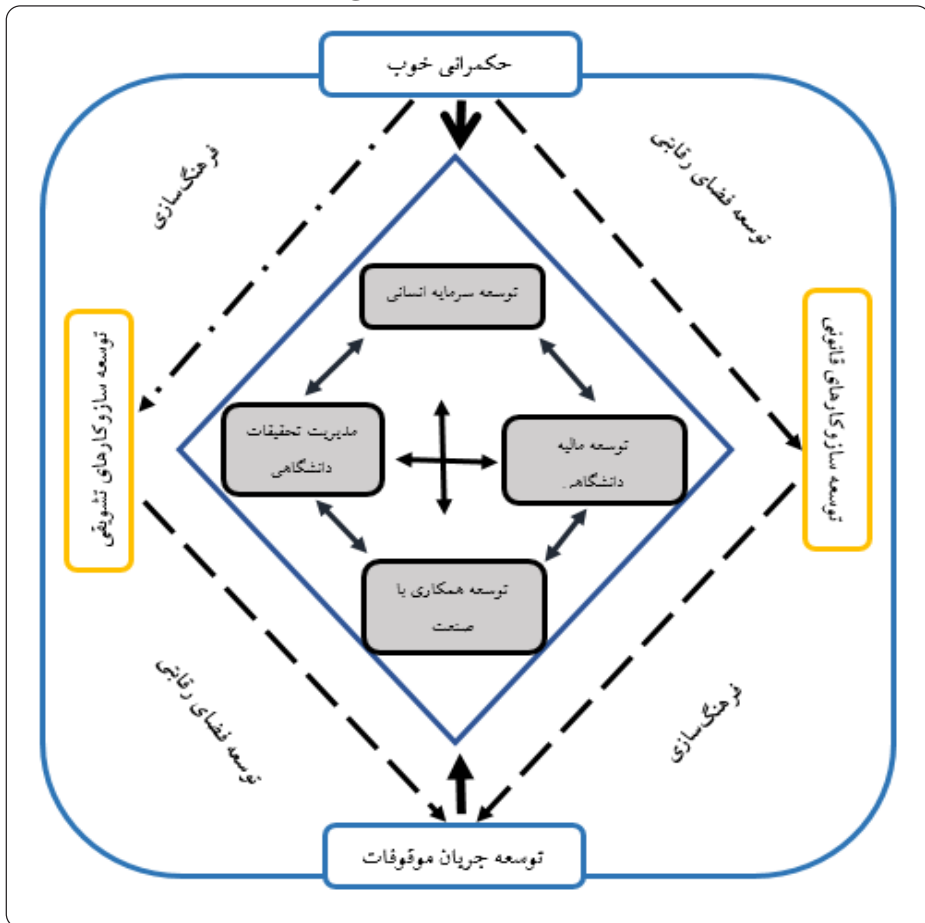 حکمرانی خوب
فرهنگ‌سازی
توسعه فضای رقابتی
توسعه سرمایه انسانی
توسعه سازوکارهای تشویقی
مدیریت تحقیقات
دانشگاهی
توسعه مالیه
دانشگاهی
توسعه سازوکارهای قانونی
توسعه همکاری با
صنعت
توسعه فضای رقابتی
فرهنگ‌سازی
توسعه جریان موقوفات